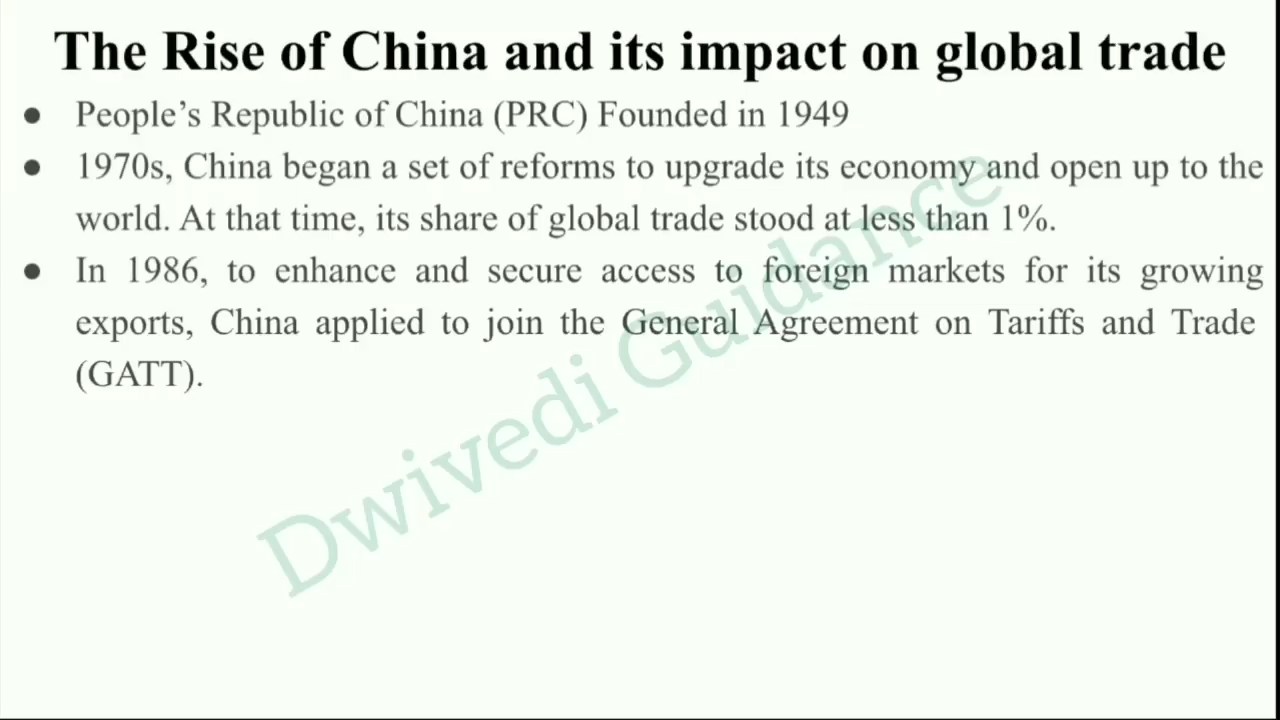 The Rise of China and its impact on global trade
● People’s Republic of China (PRC) Founded in 1949
● 1970s, China began a set of reforms to upgrade its economy and open up to the
world. At that time, its share of global trade stood at less than 1%.
● In 1986, to enhance and secure access to foreign markets for its growing
exports, China applied to join the General Agreement on Tariffs and Trade
(GATT).
Dwivedi Guidance